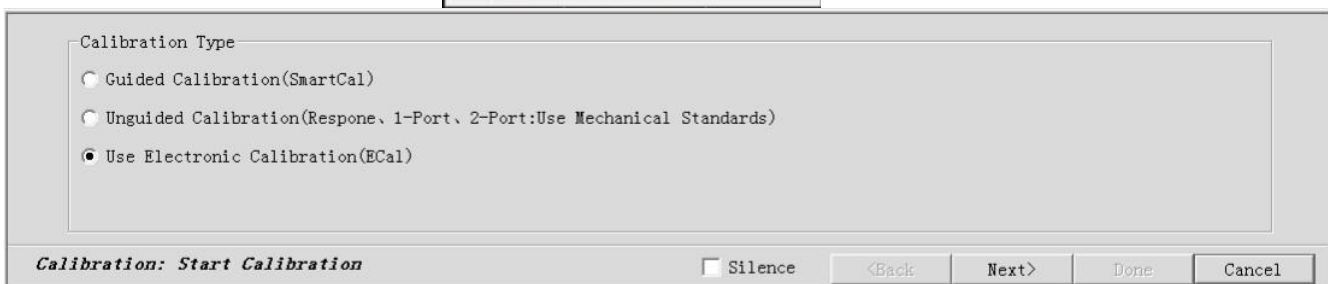 Calibration Type
Guided Calibration(SmartCal)
Unguided Calibration(Respone、1-Port、2-Port:Use Mechanical Standards)
Use Electronic Calibration(ECal)
Calibration: Start Calibration
Silence
<Back
Next>
Done
Cancel